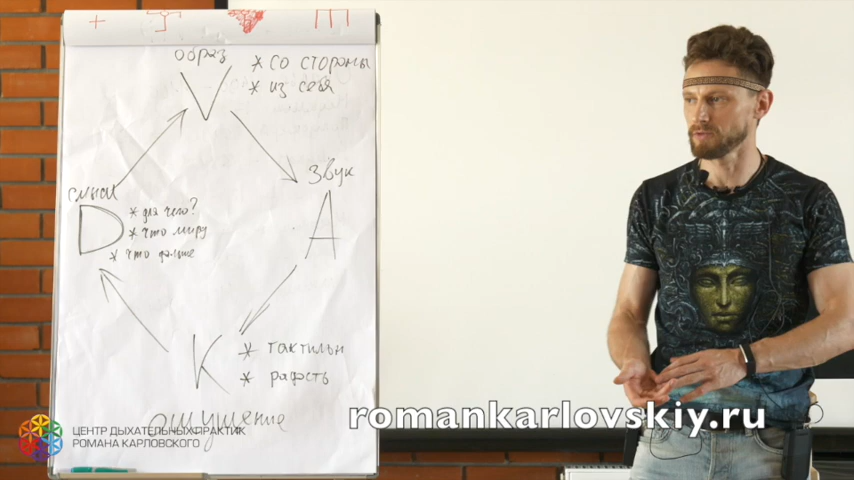 образ
V
* со стороны
* из себя
звук
A
смысл
D
* для чего?
* что миру
* что дальше
K
* тактильн
* радость
ощущение
ЦЕНТР ДЫХАТЕЛЬНЫХ ПРАКТИК
РОМАНА КАРЛОВСКОГО
romankarlovskiy.ru